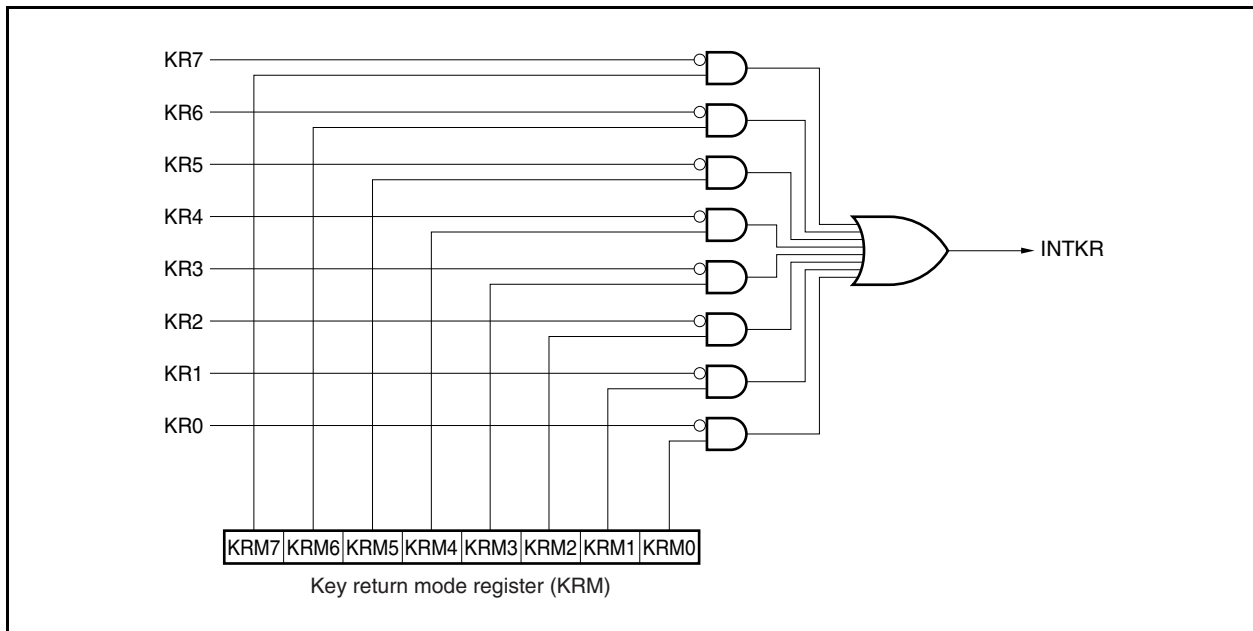 KR7
KR6
KR5
KR4
KR3
KR2
KR1
KR0
INTKR
KRM7 KRM6 KRM5 KRM4 KRM3 KRM2 KRM1 KRM0
Key return mode register (KRM)